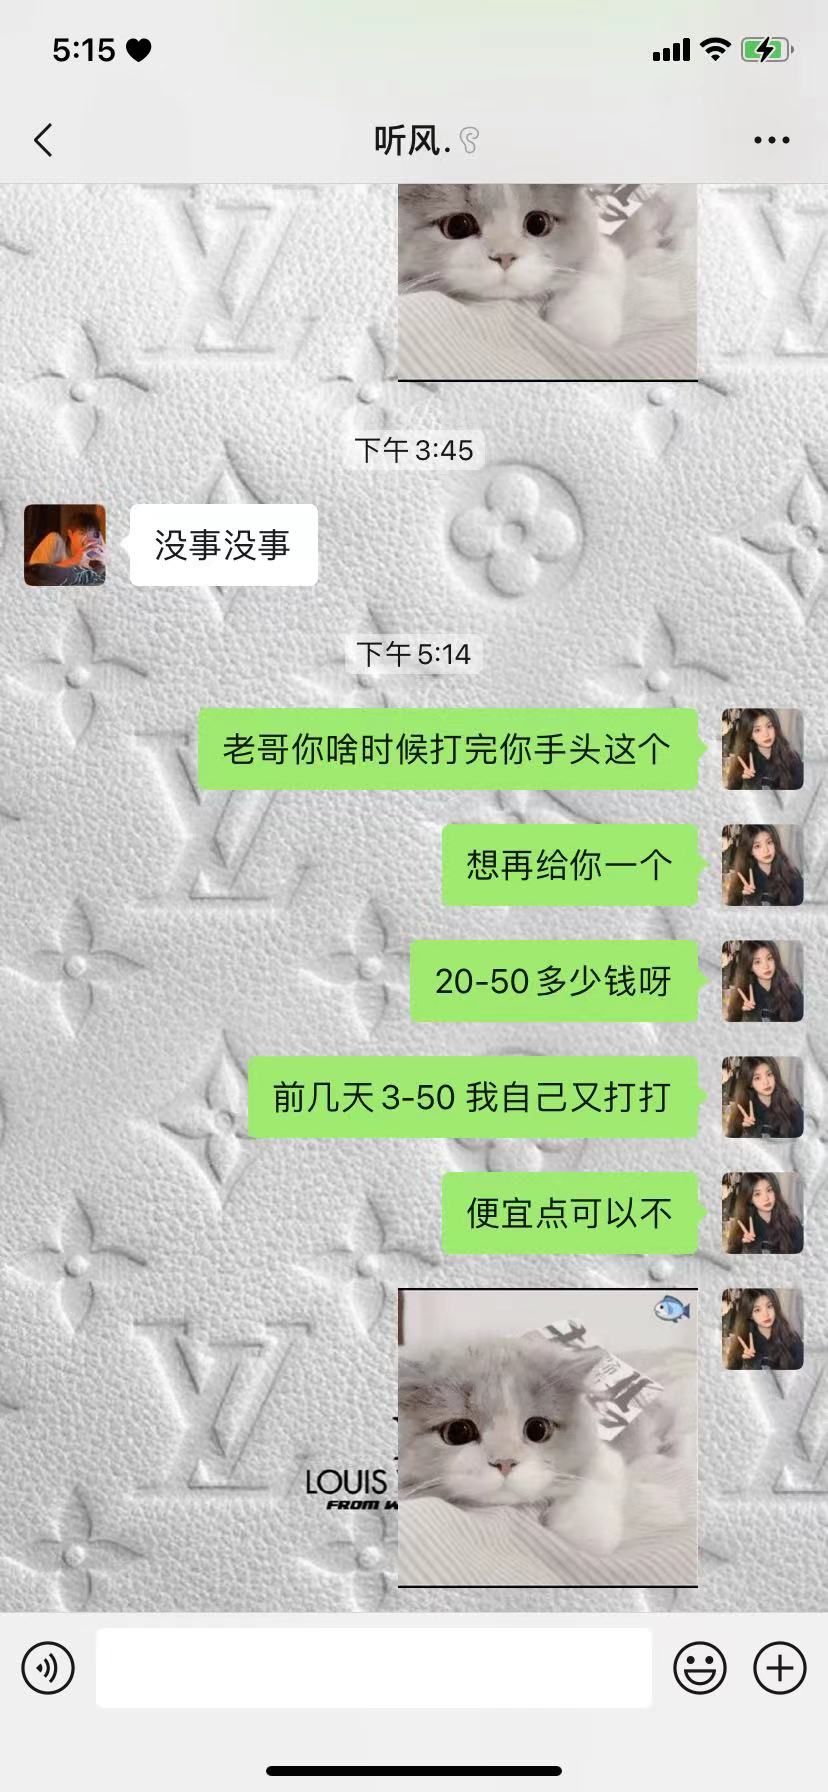 5:15
听风.
下午 3:45
没事没事
下午 5:14
老哥你啥时候打完你手头这个
想再给你一个
20-50 多少钱呀
前几天 3-50 我自己又打打
便宜点可以不
LOUIS
FROM W